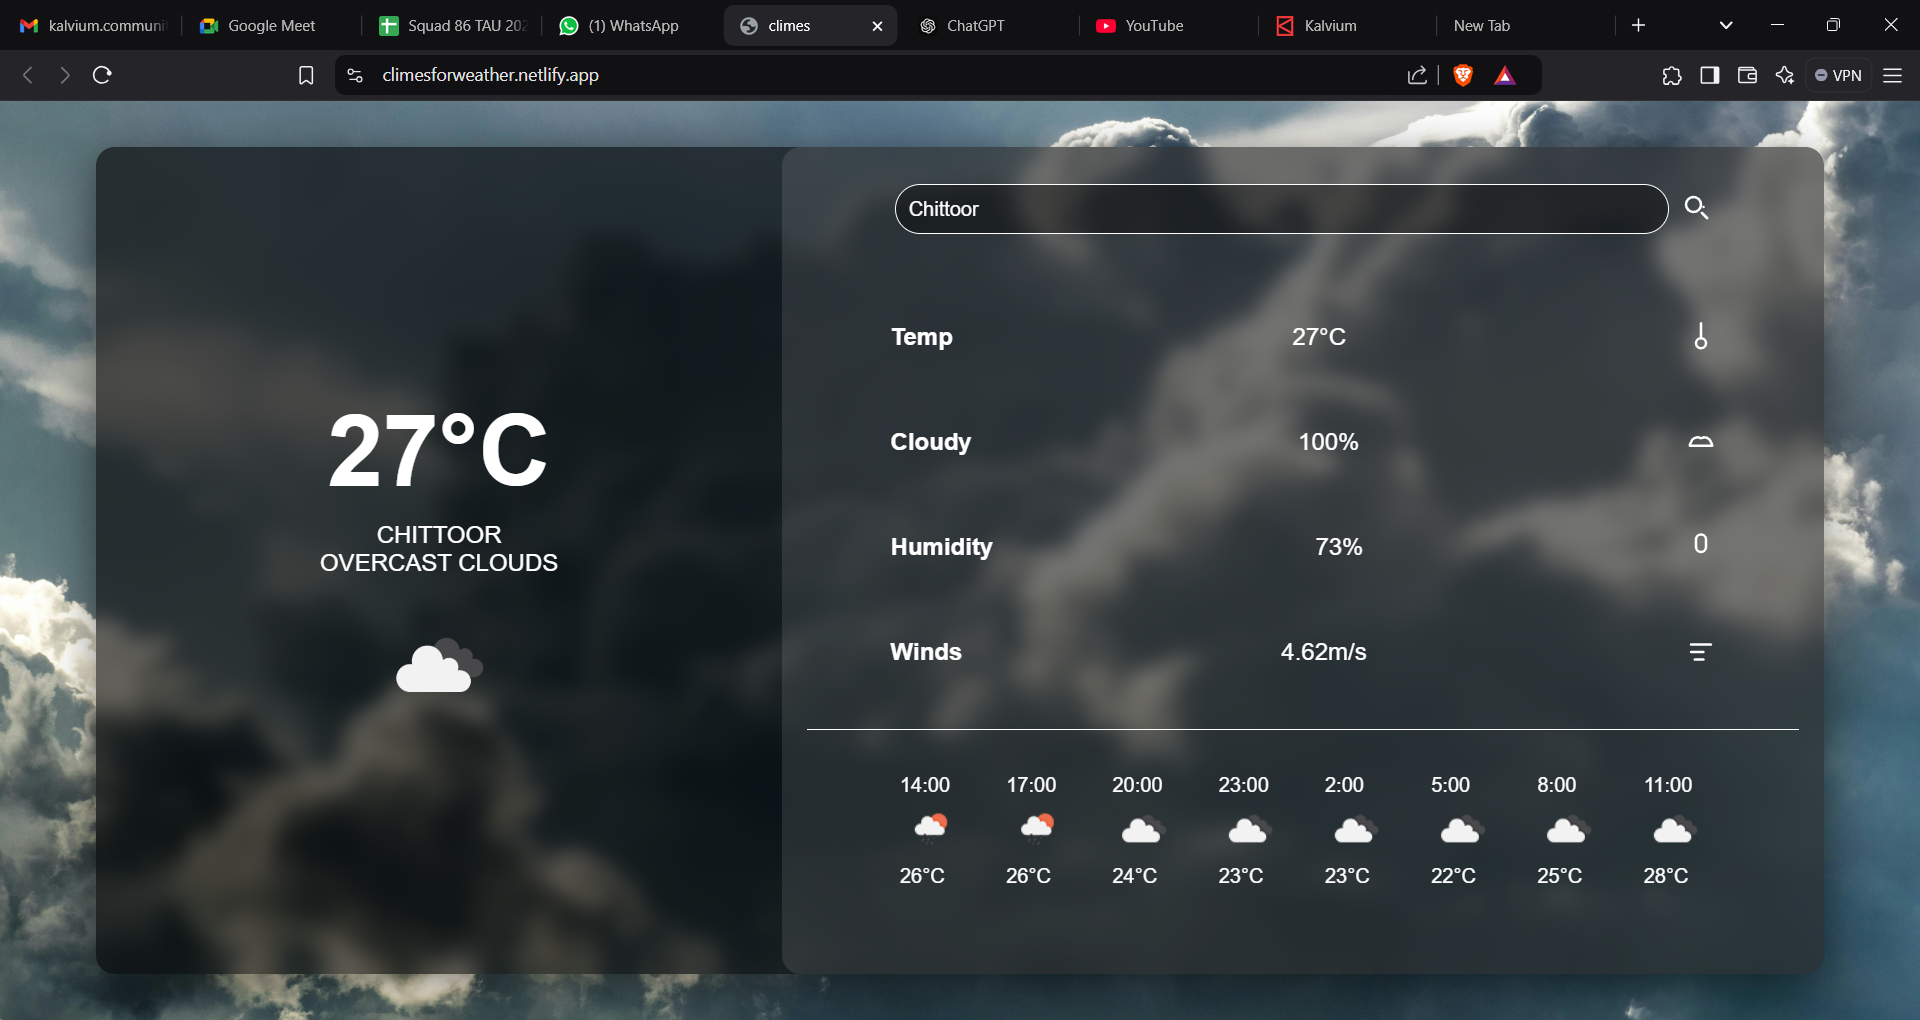 kalvium.communi
Google Meet
Squad 86 TAU 202
(1) WhatsApp
climes
ChatGPT
YouTube
Kalvium
New Tab
climesforweather.netlify.app
VPN
27°C
CHITTOOR
OVERCAST CLOUDS
Chittoor
Temp 27°C
Cloudy 100%
Humidity 73%
Winds 4.62m/s
14:00 17:00 20:00 23:00 2:00 5:00 8:00 11:00
26°C 26°C 24°C 23°C 23°C 22°C 25°C 28°C